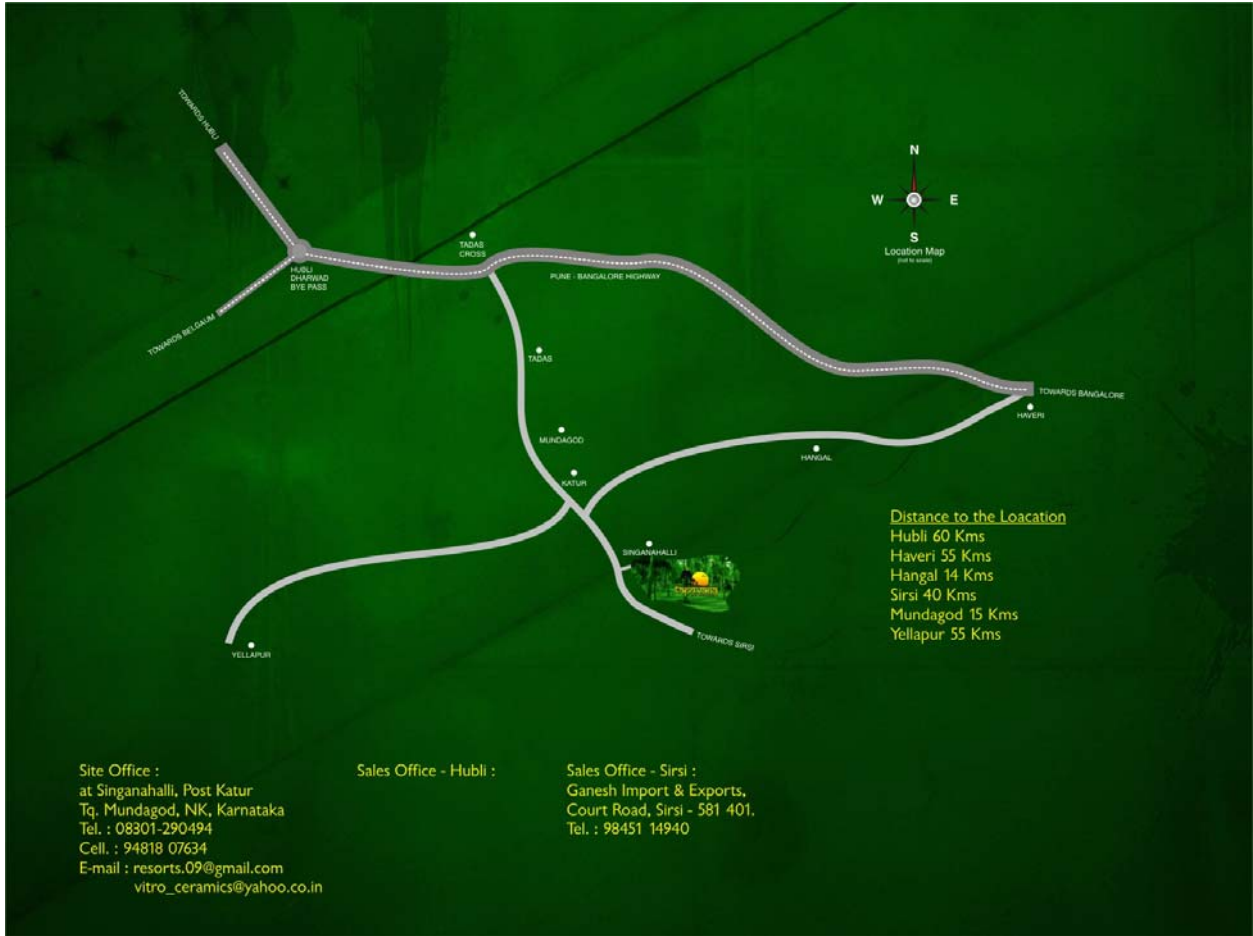 TOWARDS HUBLI
N
W
E
S
Location Map
(not to scale)
TADAS
CROSS
HUBLI
DHARWAD
BYE PASS
PUNE - BANGALORE HIGHWAY
TOWARDS BELGAUM
TADAS
TOWARDS BANGALORE
HAVERI
MUNDAGOD
HANGAL
KATUR
SINGANAHALLI
TOWARDS SIRSI
YELLAPUR
Distance to the Loacation
Hubli 60 Kms
Haveri 55 Kms
Hangal 14 Kms
Sirsi 40 Kms
Mundagod 15 Kms
Yellapur 55 Kms
Site Office :
at Singanahalli, Post Katur
Tq. Mundagod, NK, Karnataka
Tel. : 08301-290494
Cell. : 94818 07634
E-mail : resorts.09@gmail.com
vitro_ceramics@yahoo.co.in
Sales Office - Hubli :
Sales Office - Sirsi :
Ganesh Import & Exports,
Court Road, Sirsi - 581 401.
Tel. : 98451 14940